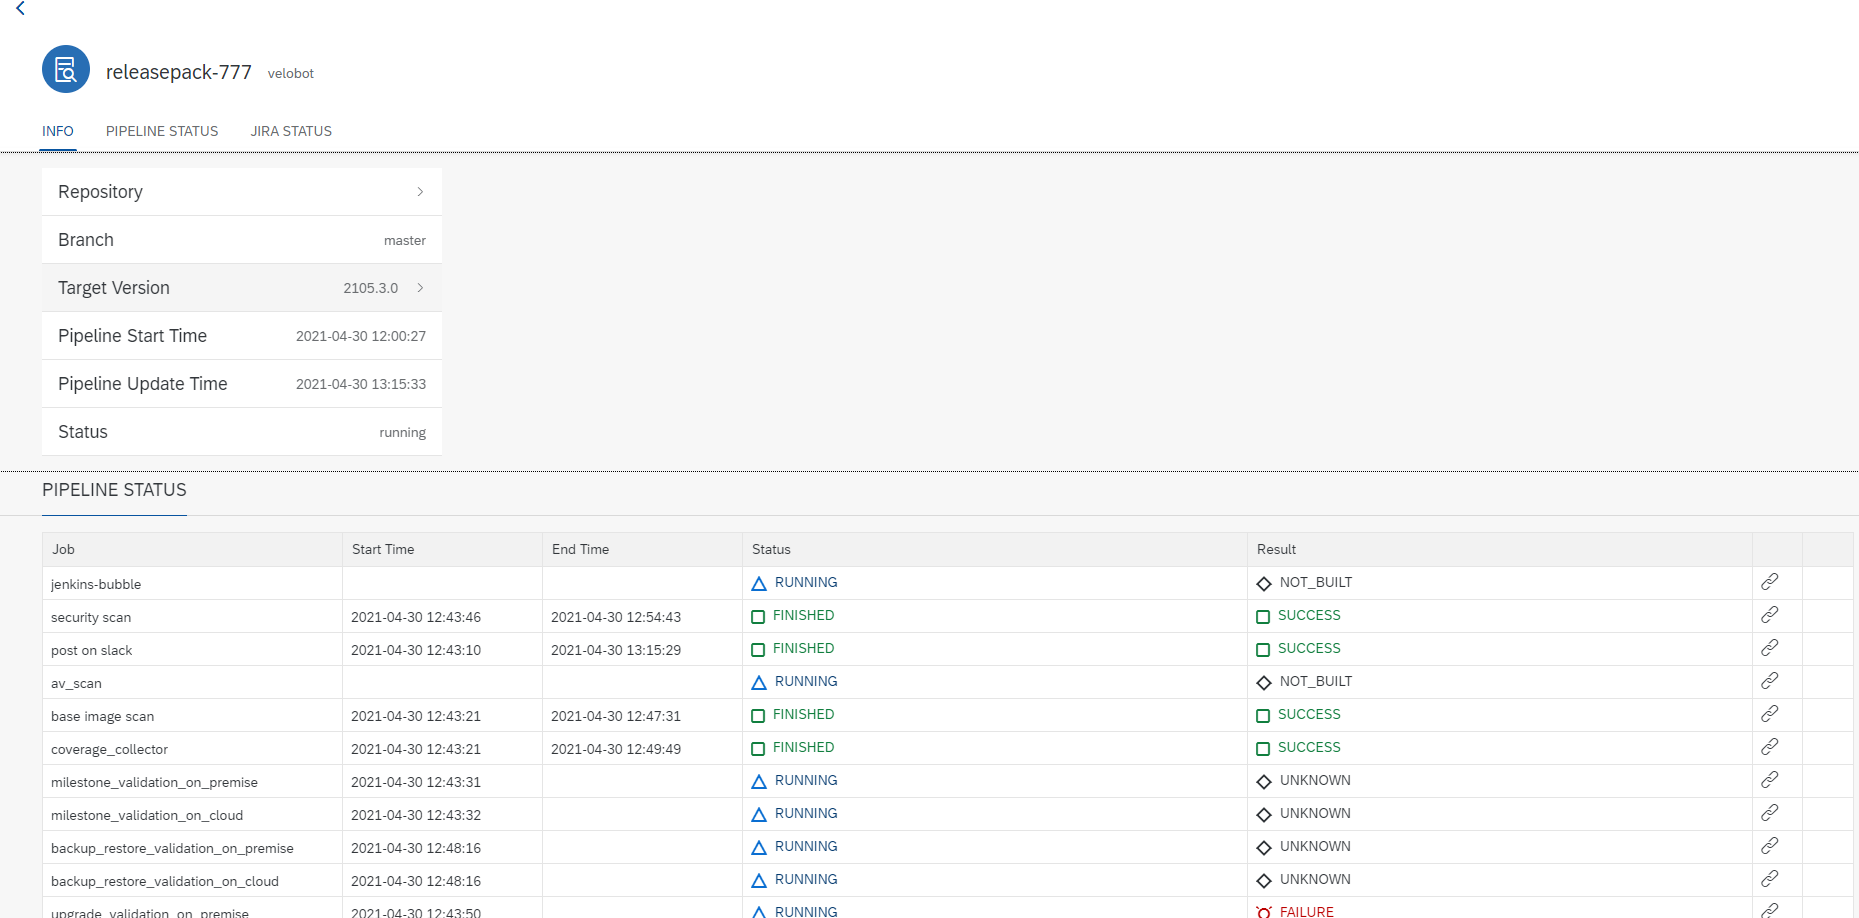 releasepack-777 velobot
INFO PIPELINE STATUS JIRA STATUS
Repository
Branch master
Target Version 2105.3.0
Pipeline Start Time 2021-04-30 12:00:27
Pipeline Update Time 2021-04-30 13:15:33
Status running
PIPELINE STATUS
Job Start Time End Time Status Result
jenkins-bubble RUNNING NOT_BUILT
security scan 2021-04-30 12:43:46 2021-04-30 12:54:43 FINISHED SUCCESS
post on slack 2021-04-30 12:43:10 2021-04-30 13:15:29 FINISHED SUCCESS
av_scan RUNNING NOT_BUILT
base image scan 2021-04-30 12:43:21 2021-04-30 12:47:31 FINISHED SUCCESS
coverage_collector 2021-04-30 12:43:21 2021-04-30 12:49:49 FINISHED SUCCESS
milestone_validation_on_premise 2021-04-30 12:43:31 RUNNING UNKNOWN
milestone_validation_on_cloud 2021-04-30 12:43:32 RUNNING UNKNOWN
backup_restore_validation_on_premise 2021-04-30 12:48:16 RUNNING UNKNOWN
backup_restore_validation_on_cloud 2021-04-30 12:48:16 RUNNING UNKNOWN
upgrade_validation_on_premise 2021-04-30 12:43:50 RUNNING FAILURE